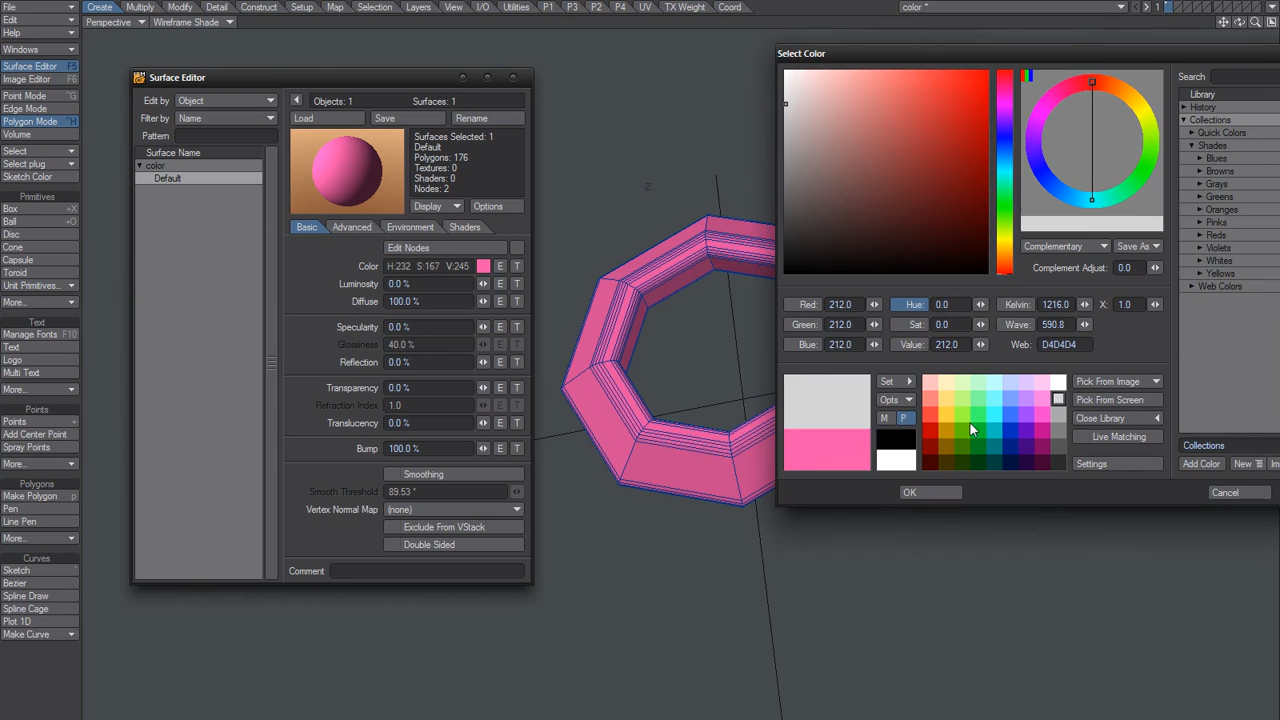 File Create Multiply Modify Detail Construct Setup Map Selection Layers View I/O Utilities P1 P3 P2 P4 UV TX Weight Coord color * 1
Edit Perspective Wireframe Shade
Help
Windows
Surface Editor F5
Image Editor F6
Point Mode ^G
Edge Mode
Polygon Mode ^H
Volume
Select
Select plug
Sketch Color
Primitives
Box +X
Ball +O
Disc
Cone
Capsule
Toroid
Unit Primitives...
More...
Text
Manage Fonts F10
Text
Logo
Multi Text
More...
Points
Points +
Add Center Point
Spray Points
More...
Polygons
Make Polygon p
Pen
Line Pen
More...
Curves
Sketch
Bezier
Spline Draw
Spline Cage
Plot 1D
Make Curve
Surface Editor
Edit by Object
Filter by Name
Pattern
Surface Name
color
Default
Objects: 1 Surfaces: 1
Load Save Rename
Surfaces Selected: 1
Default
Polygons: 176
Textures: 0
Shaders: 0
Nodes: 2
Display Options
Basic Advanced Environment Shaders
Edit Nodes
Color H:232 S:167 V:245 E T
Luminosity 0.0 % E T
Diffuse 100.0 % E T
Specularity 0.0 % E T
Glossiness 40.0 % E T
Reflection 0.0 % E T
Transparency 0.0 % E T
Refraction Index 1.0 E T
Translucency 0.0 % E T
Bump 100.0 % E T
Smoothing
Smooth Threshold 89.53 °
Vertex Normal Map (none)
Exclude From VStack
Double Sided
Comment
Z
Select Color
Complementary Save As
Complement Adjust: 0.0
Red: 212.0 Hue: 0.0 Kelvin: 1216.0 X: 1.0
Green: 212.0 Sat: 0.0 Wave: 590.8
Blue: 212.0 Value: 212.0 Web: D4D4D4
Set
Opts
M P
Pick From Image
Pick From Screen
Close Library
Live Matching
Settings
OK Cancel
Search
Library
History
Collections
Quick Colors
Shades
Blues
Browns
Grays
Greens
Oranges
Pinks
Reds
Violets
Whites
Yellows
Web Colors
Collections
Add Color New Im